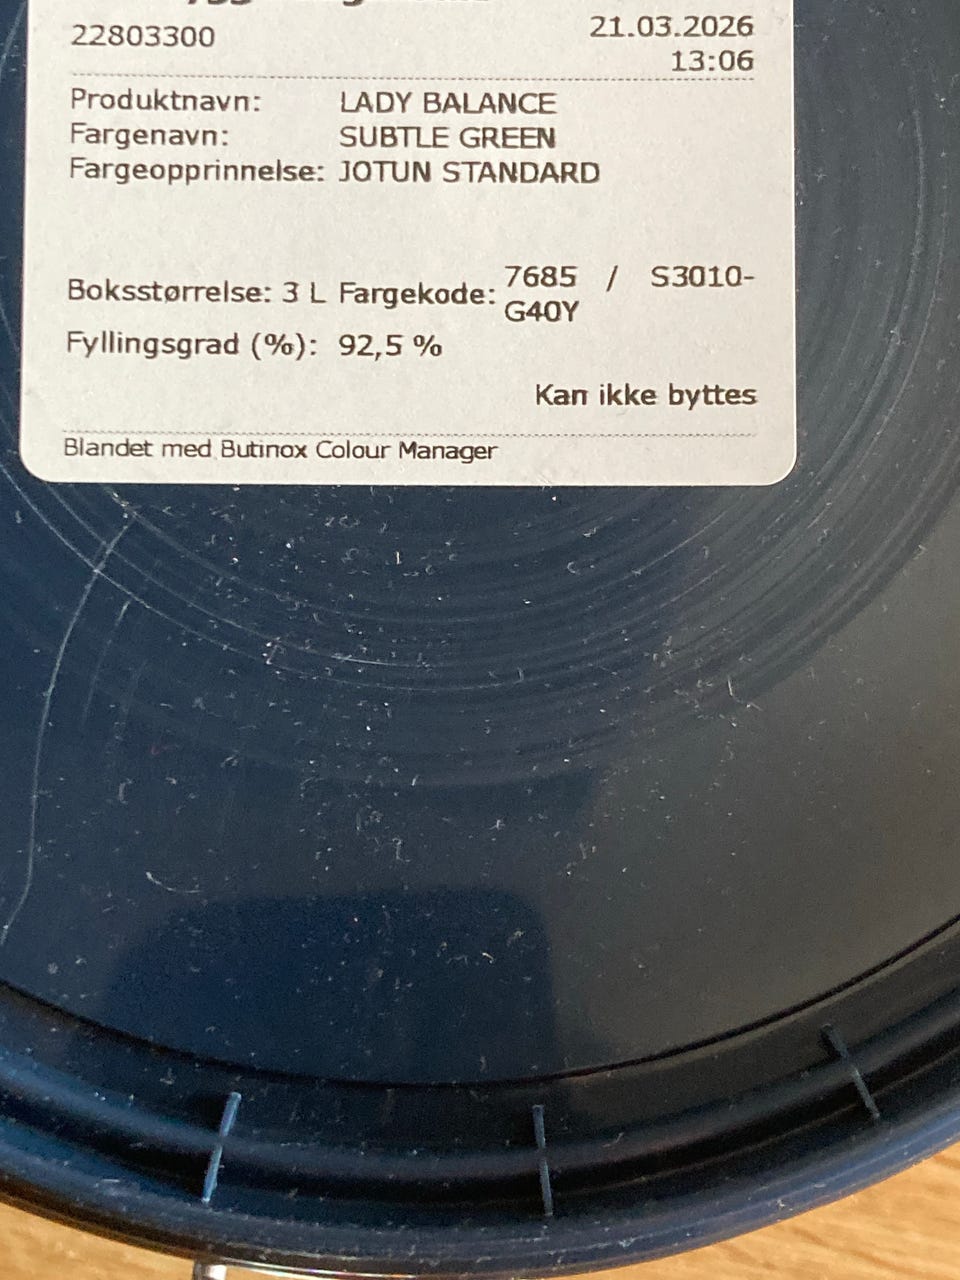 22803300 21.03.2026
13:06
Produktnavn: LADY BALANCE
Fargenavn: SUBTLE GREEN
Fargeopprinnelse: JOTUN STANDARD
Boksstørrelse: 3 L Fargekode: 7685 / S3010-
G40Y
Fyllingsgrad (%): 92,5 %
Kan ikke byttes
Blandet med Butinox Colour Manager